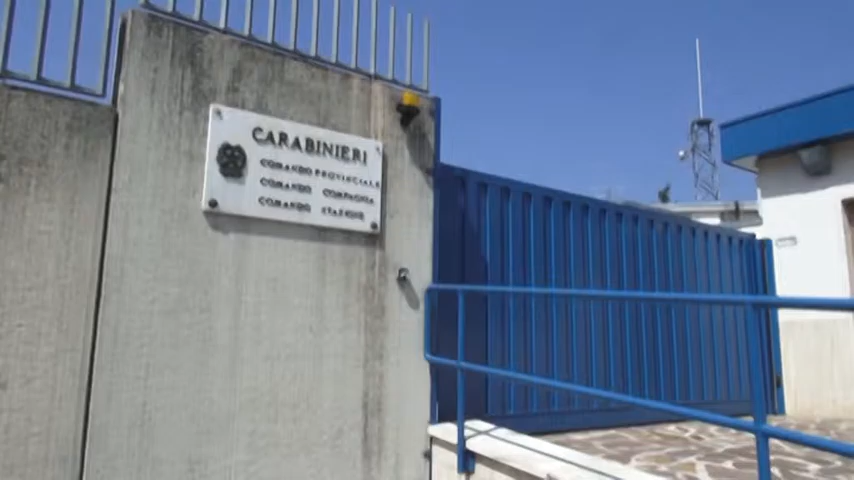 CARABINIERI
COMANDO PROVINCIALE
COMANDO COMPAGNIA
COMANDO STAZIONE